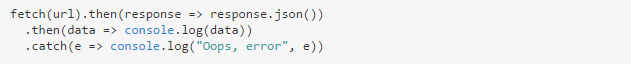 fetch(url).then(response => response.json())
  .then(data => console.log(data))
  .catch(e => console.log("Oops, error", e))